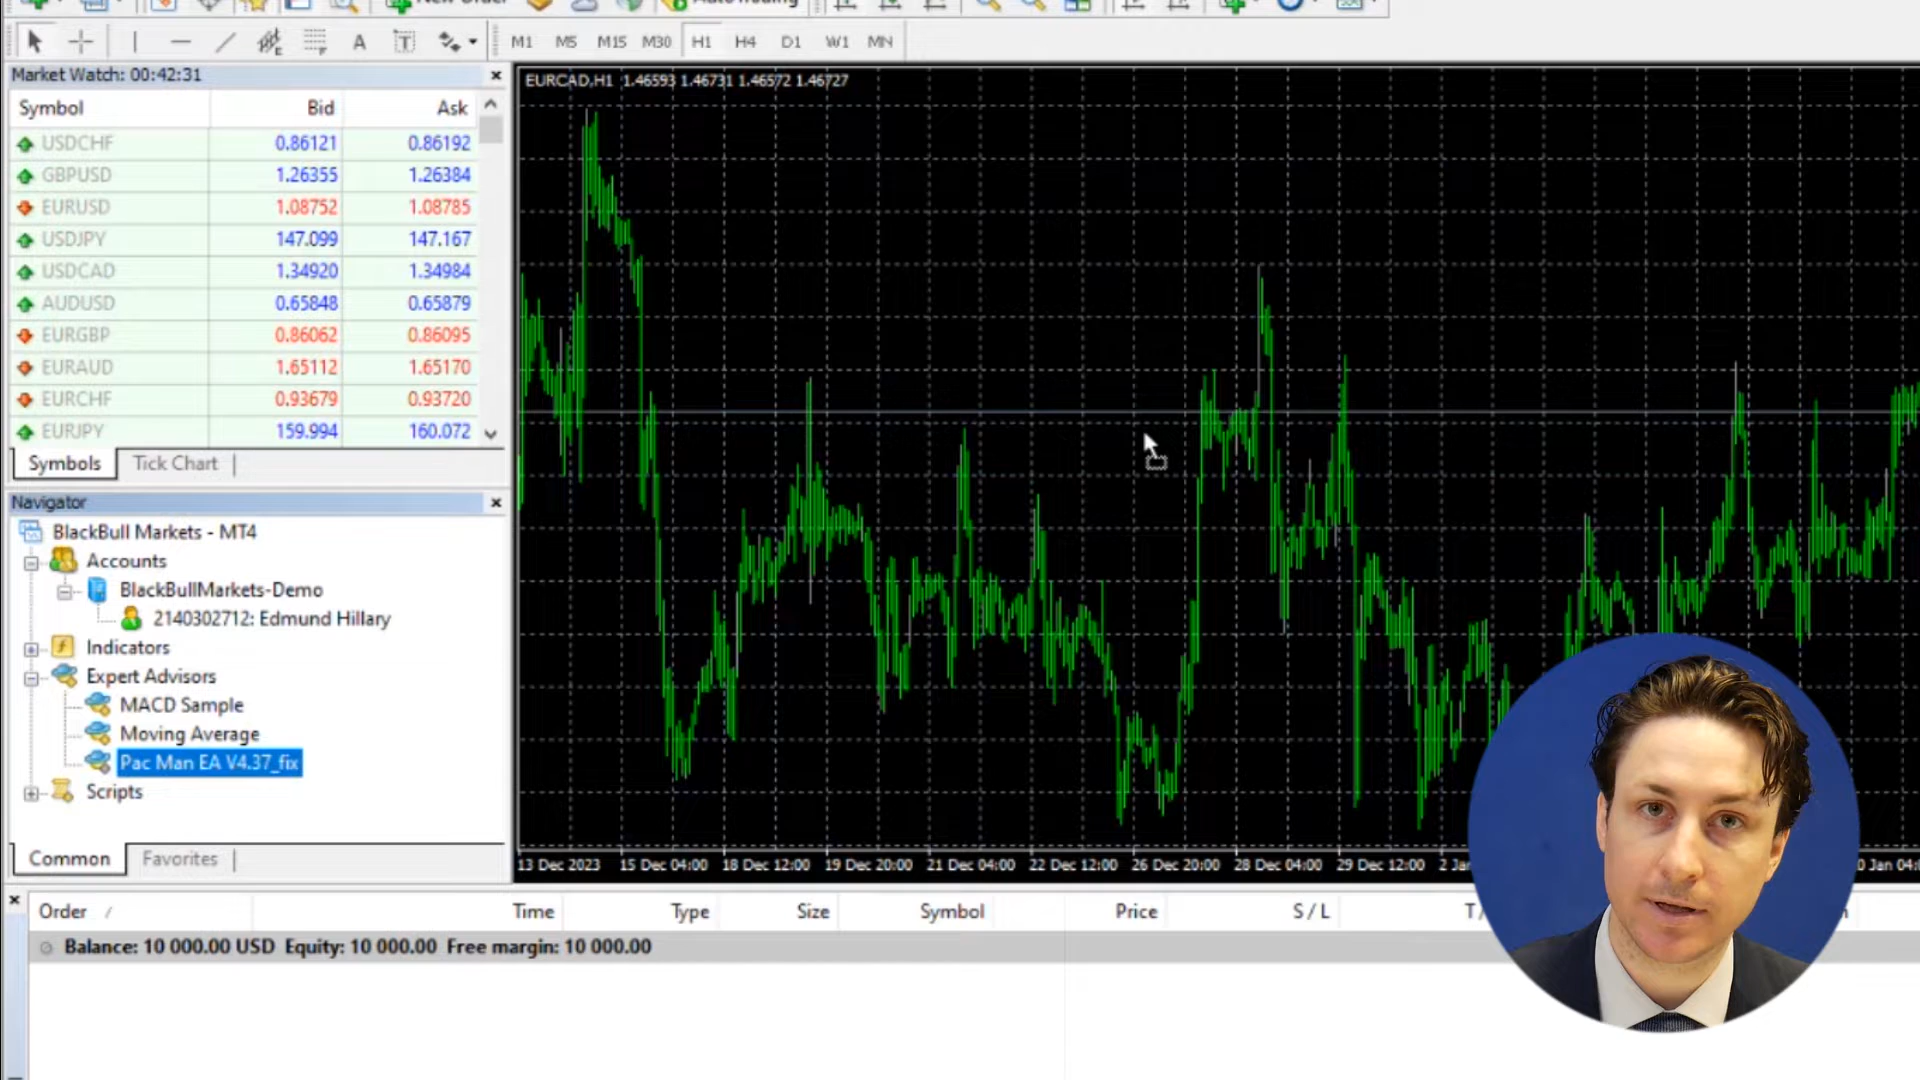 New Order
AutoTrading
A
T
M1 M5 M15 M30 H1 H4 D1 W1 MN
Market Watch: 00:42:31
Symbol Bid Ask
USDCHF 0.86121 0.86192
GBPUSD 1.26355 1.26384
EURUSD 1.08752 1.08785
USDJPY 147.099 147.167
USDCAD 1.34920 1.34984
AUDUSD 0.65848 0.65879
EURGBP 0.86062 0.86095
EURAUD 1.65112 1.65170
EURCHF 0.93679 0.93720
EURJPY 159.994 160.072
Symbols Tick Chart
Navigator
BlackBull Markets - MT4
Accounts
BlackBullMarkets-Demo
2140302712: Edmund Hillary
Indicators
Expert Advisors
MACD Sample
Moving Average
Pac Man EA V4.37_fix
Scripts
Common Favorites
EURCAD,H1 1.46593 1.46731 1.46572 1.46727
13 Dec 2023 15 Dec 04:00 18 Dec 12:00 19 Dec 20:00 21 Dec 04:00 22 Dec 12:00 26 Dec 20:00 28 Dec 04:00 29 Dec 12:00 2 Jan
Order / Time Type Size Symbol Price S / L T /
Balance: 10 000.00 USD Equity: 10 000.00 Free margin: 10 000.00